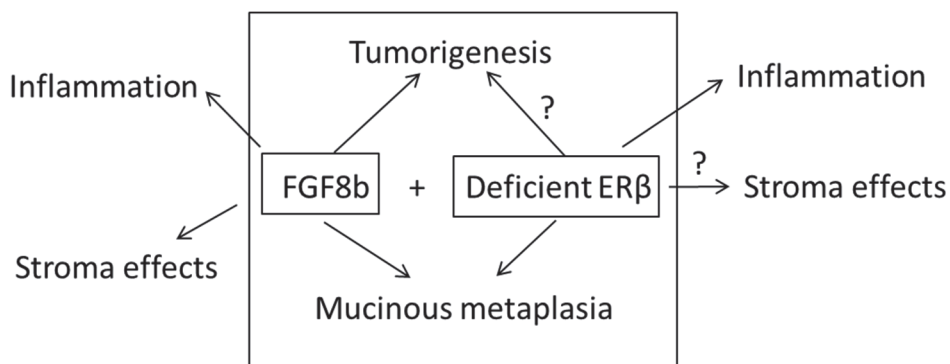 Tumorigenesis
Inflammation
Inflammation
?
?
FGF8b + Deficient ERβ
Stroma effects
Stroma effects
Mucinous metaplasia